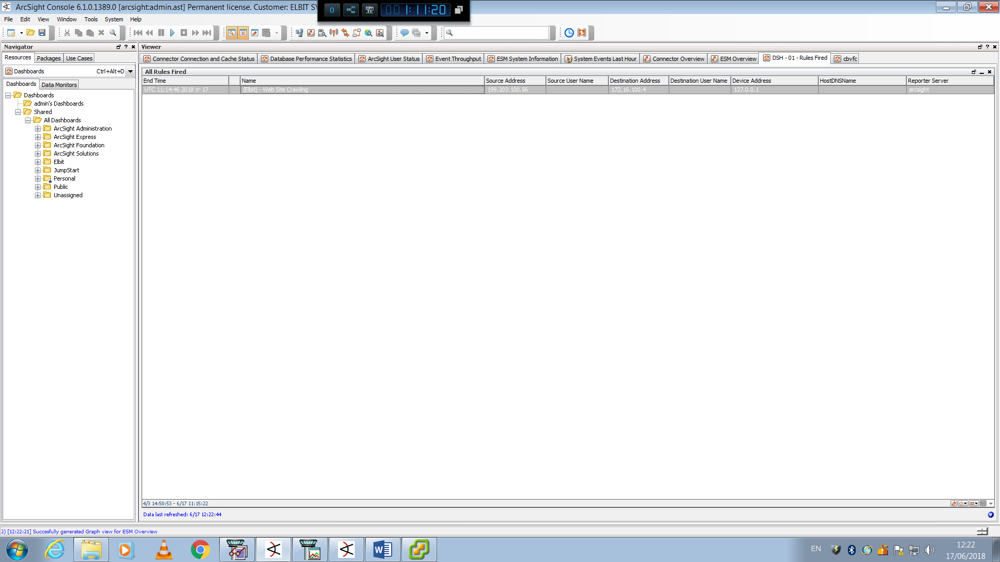 ArcSight Console 6.1.0.1389.0 [arcsight:admin.ast] Permanent license. Customer: ELBIT
0
00 1:11:20
File Edit View Window Tools System Help
Navigator
Resources Packages Use Cases
Dashboards Ctrl+Alt+D
Dashboards Data Monitors
Dashboards
admin's Dashboards
Shared
All Dashboards
ArcSight Administration
ArcSight Express
ArcSight Foundation
ArcSight Solutions
Elbit
JumpStart
Personal
Public
Unassigned
Viewer
Connector Connection and Cache Status Database Performance Statistics ArcSight User Status Event Throughput ESM System Information System Events Last Hour Connector Overview ESM Overview DSH - 01 - Rules Fired cbvfc
All Rules Fired
End Time Name Source Address Source User Name Destination Address Destination User Name Device Address HostDNSName Reporter Server
UTC 11:14:46 2018 יונ 17 (Elbit) - Web Site Crawling 199.203.100.56 172.16.100.4 127.0.0.1 arcsight
4/3 14:50:53 - 6/17 11:15:22
Data last refreshed: 6/17 12:22:44
2) [12:22:21] Succesfully generated Graph view for ESM Overview
EN
12:22
17/06/2018